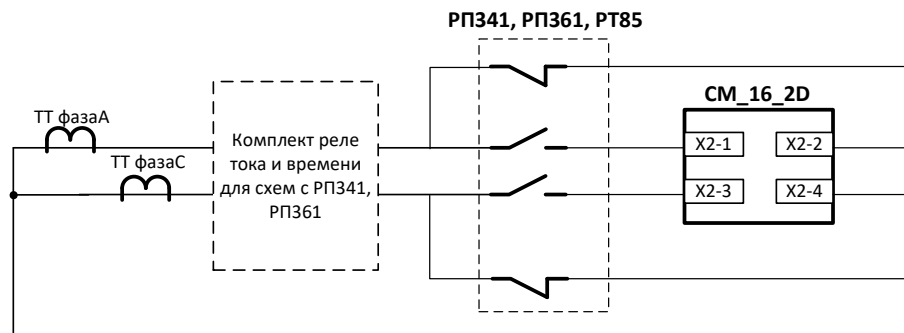 РП341, РП361, РТ85
CM_16_2D
ТТ фазаА
ТТ фазаС
Комплект реле
тока и времени
для схем с РП341,
РП361
X2-1
X2-2
X2-3
X2-4